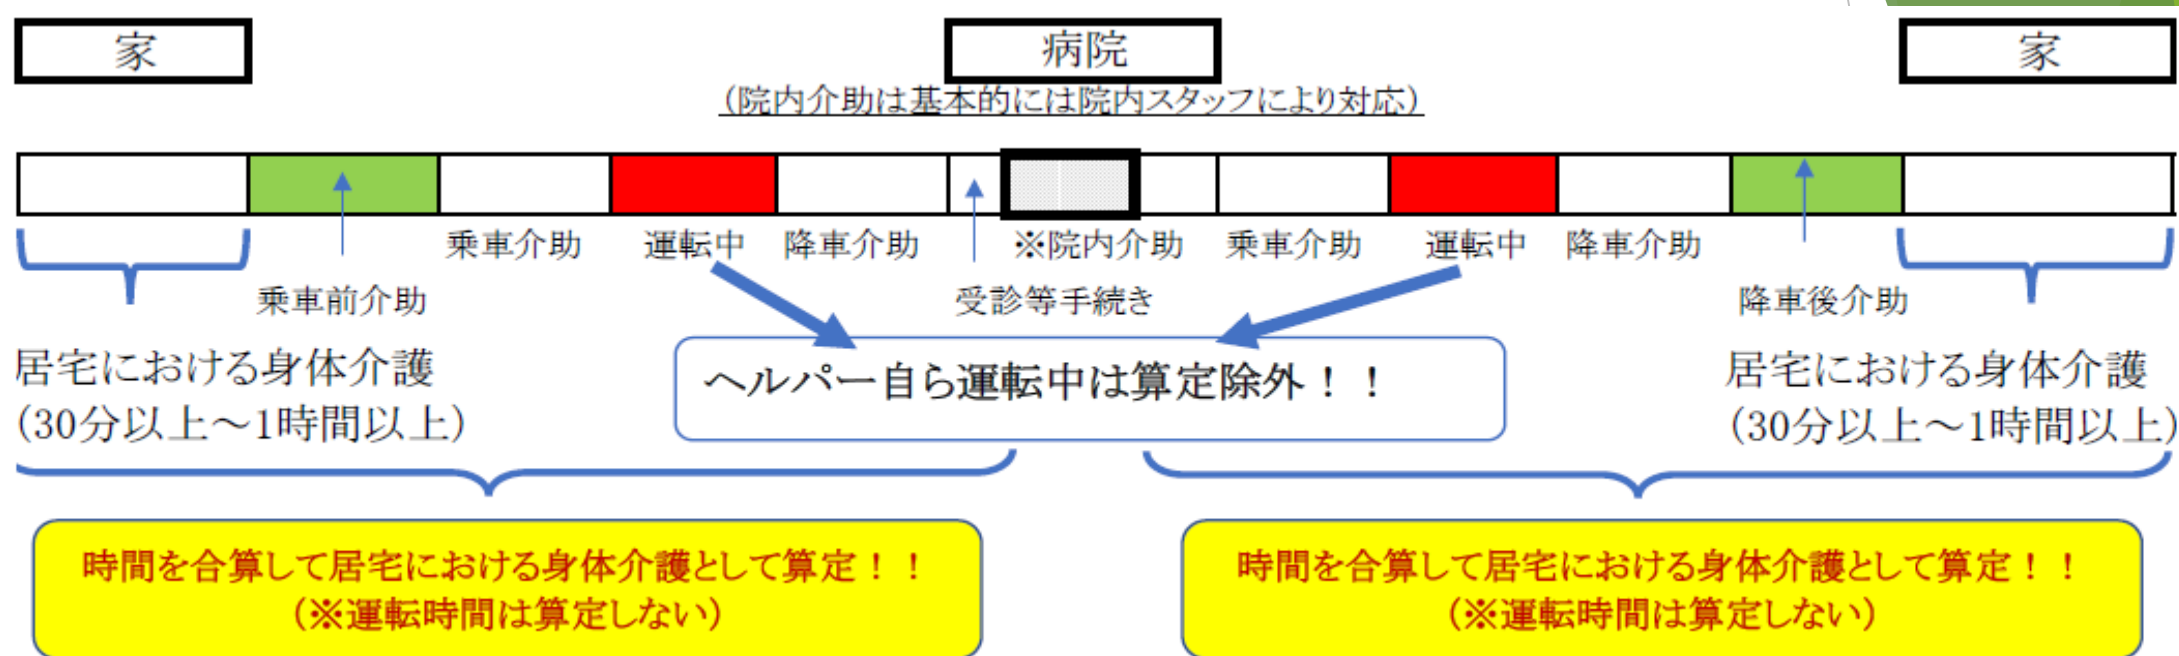 家
病院
家
（院内介助は基本的には院内スタッフにより対応）
乗車介助
運転中
降車介助
※院内介助
乗車介助
運転中
降車介助
乗車前介助
受診等手続き
降車後介助
居宅における身体介護
（30分以上～1時間以上）
ヘルパー自ら運転中は算定除外！！
居宅における身体介護
（30分以上～1時間以上）
時間を合算して居宅における身体介護として算定！！
（※運転時間は算定しない）
時間を合算して居宅における身体介護として算定！！
（※運転時間は算定しない）